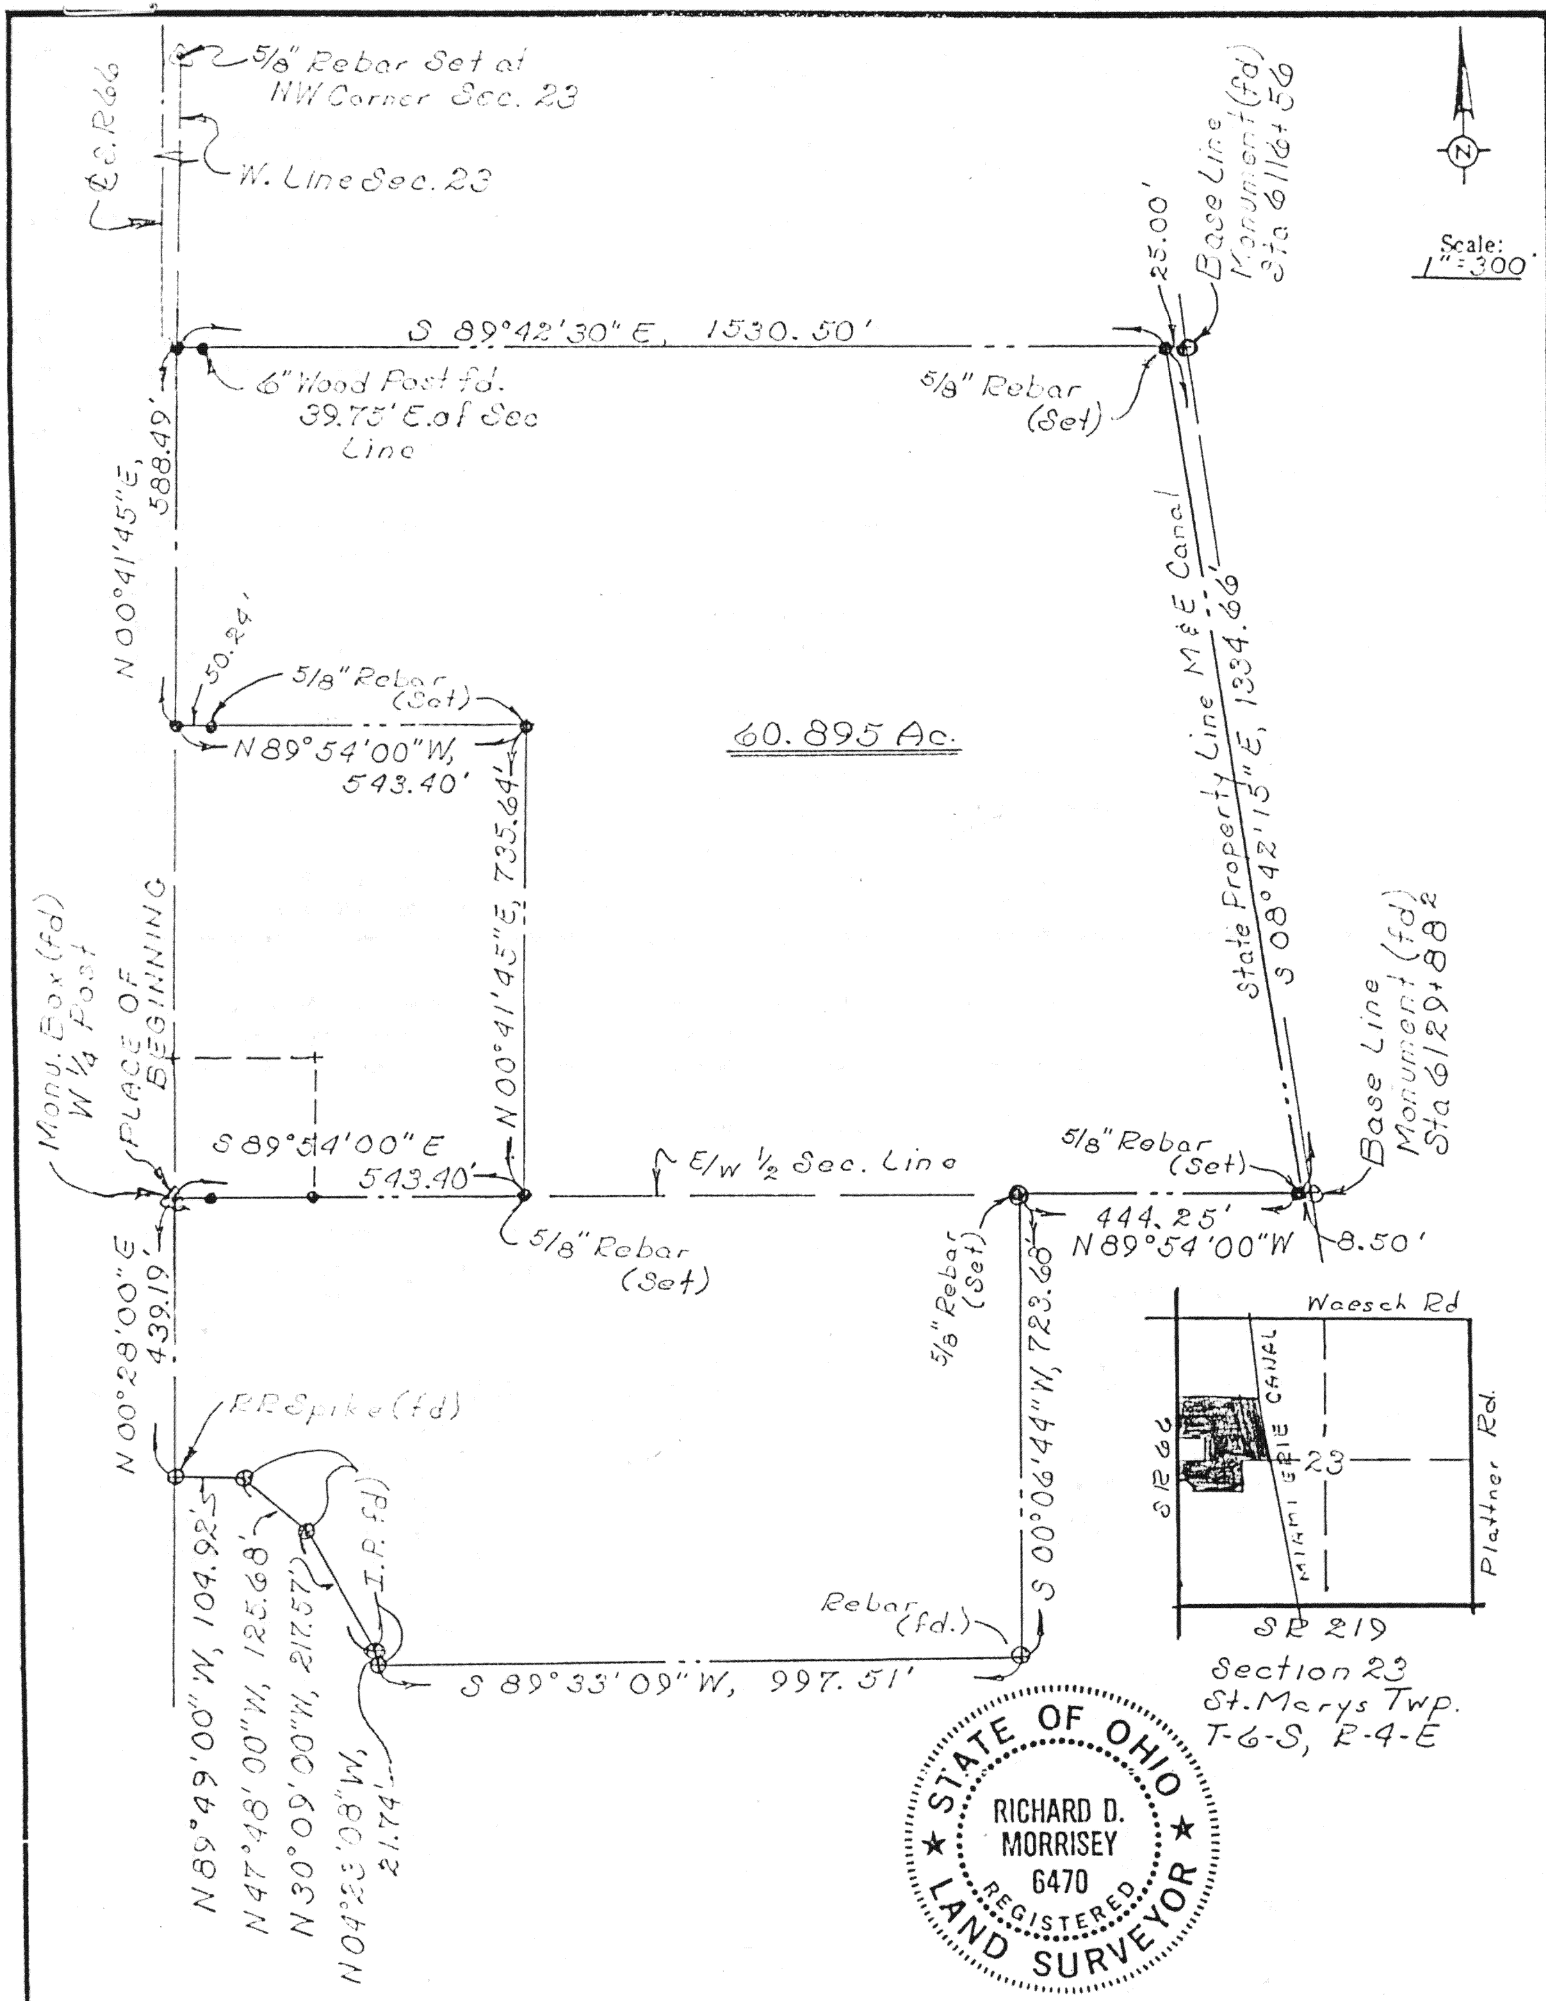 5/8" Rebar Set at
NW Corner Sec. 23
℄ S.R.66
W. Line Sec. 23
Base Line
Monument (fd)
Sta 6116+56
N
Scale:
1"=300'
25.00'
S 89°42'30" E, 1530.50'
6" Wood Post fd.
39.75' E. of Sec
Line
5/8" Rebar
(Set)
N 00°41'45" E,
588.49'
50.24'
5/8" Rebar
(Set)
N 89°54'00" W,
543.40'
60.895 Ac.
State Property Line M & E Canal
S 08°42'15" E, 1334.66'
N 00°41'45" E, 735.64'
Monu. Box (fd)
W 1/4 Post
PLACE OF
BEGINNING
S 89°54'00" E
543.40'
E/W 1/2 Sec. Line
5/8" Rebar
(Set)
Base Line
Monument (fd)
Sta 6129+882
5/8" Rebar
(Set)
5/8" Rebar
(Set)
444.25'
N 89°54'00" W
8.50'
N 00°28'00" E
439.19'
S 00°06'44" W, 723.60'
RR Spike (fd)
I.P. fd)
Rebar
(fd.)
S 89°33'09" W, 997.51'
N 89°49'00" W, 104.92'
N 47°48'00" W, 125.68'
N 30°09'00" W, 217.57'
N 04°23'08" W,
21.74'
Waesch Rd
SR 66
MIAMI ERIE CANAL
23
Plattner Rd.
SR 219
Section 23
St. Marys Twp.
T-6-S, R-4-E
STATE OF OHIO
RICHARD D.
MORRISEY
6470
REGISTERED
LAND SURVEYOR